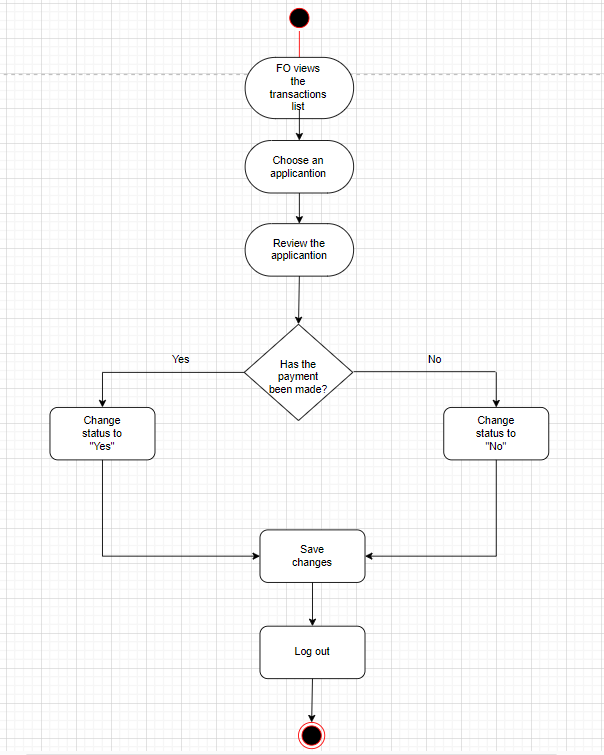 FO views
the
transactions
list
Choose an
applicantion
Review the
applicantion
Yes
No
Has the
payment
been made?
Change
status to
"Yes"
Change
status to
"No"
Save
changes
Log out